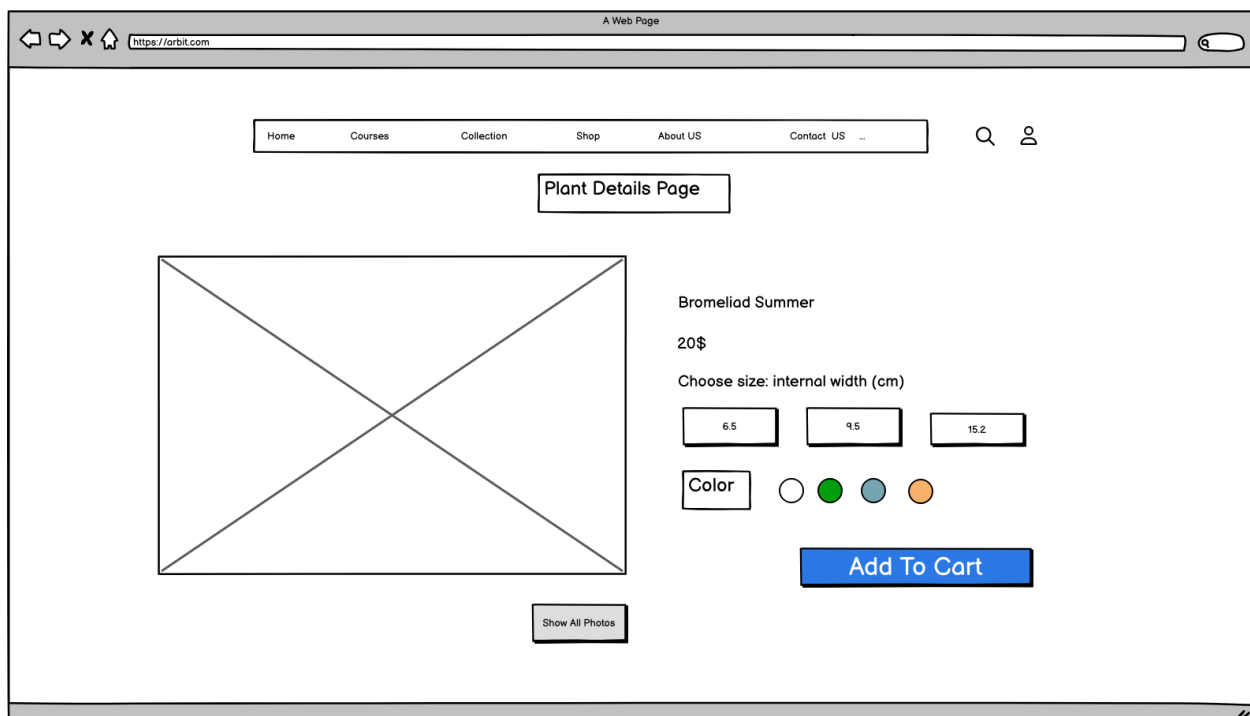 A Web Page
https://arbit.com
Home Courses Collection Shop About US Contact US ...
Plant Details Page
Bromeliad Summer
20$
Choose size: internal width (cm)
6.5 9.5 15.2
Color
Add To Cart
Show All Photos